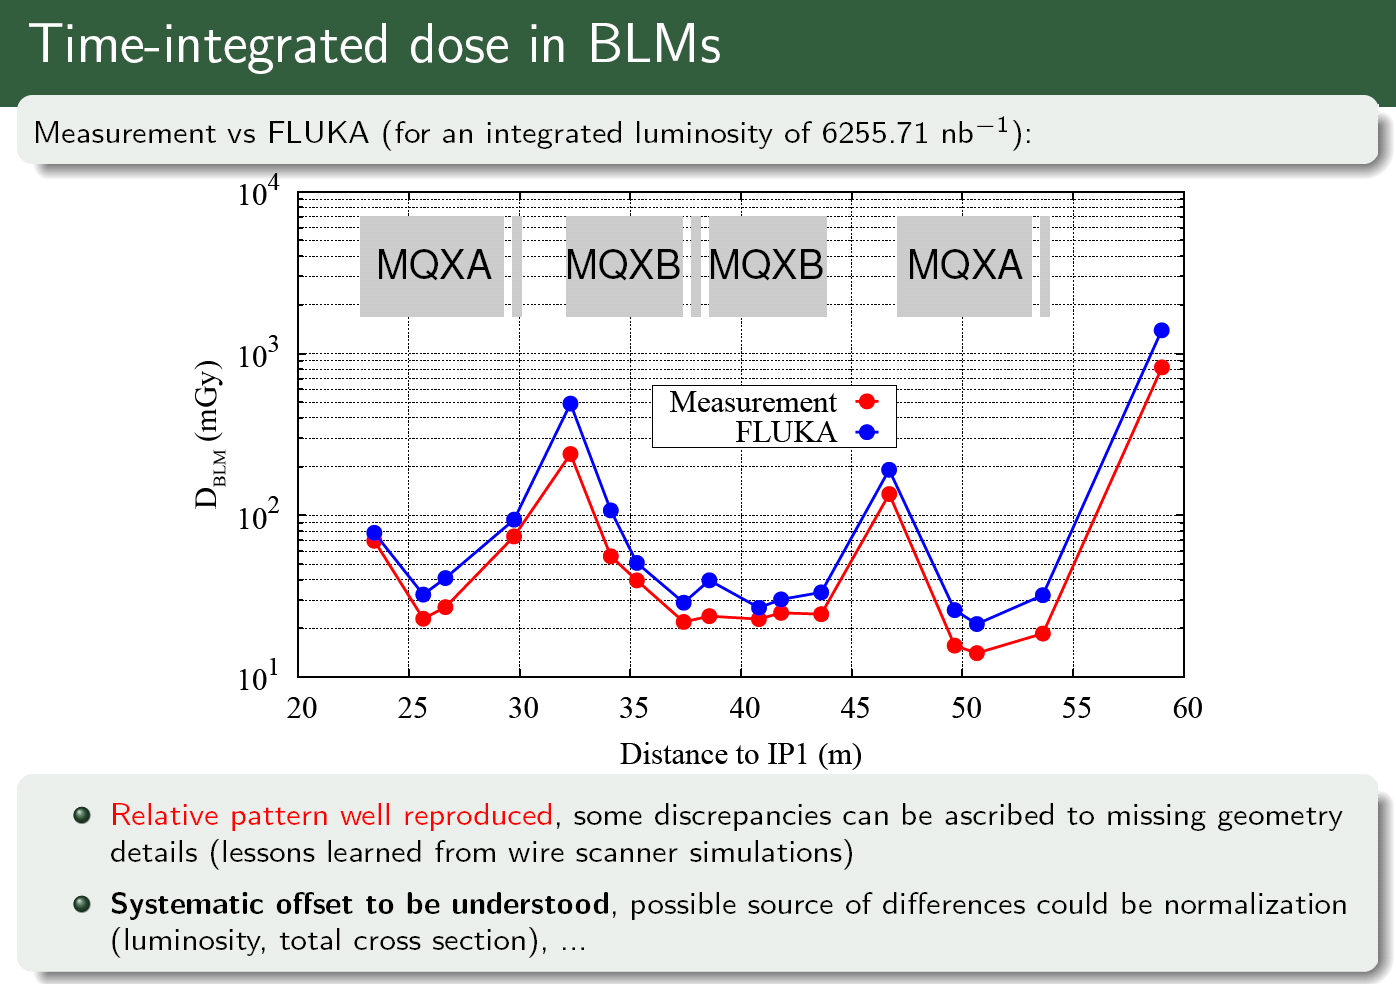 Time-integrated dose in BLMs
Measurement vs FLUKA (for an integrated luminosity of 6255.71 nb⁻¹):
10⁴
MQXA MQXB MQXB MQXA
10³
Measurement
FLUKA
D_BLM (mGy)
10²
10¹
20 25 30 35 40 45 50 55 60
Distance to IP1 (m)
Relative pattern well reproduced, some discrepancies can be ascribed to missing geometry
details (lessons learned from wire scanner simulations)
Systematic offset to be understood, possible source of differences could be normalization
(luminosity, total cross section), ...